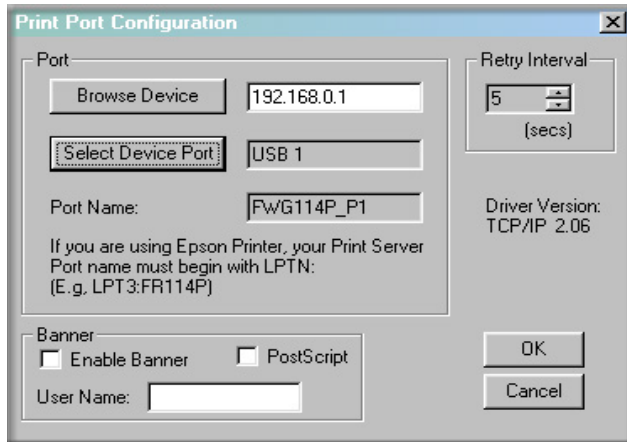 Print Port Configuration
Port
Browse Device 192.168.0.1
Select Device Port USB 1
Port Name: FWG114P_P1
If you are using Epson Printer, your Print Server
Port name must begin with LPTN:
(E.g, LPT3:FR114P)
Retry Interval
5
(secs)
Driver Version:
TCP/IP 2.06
Banner
Enable Banner PostScript
User Name:
OK
Cancel